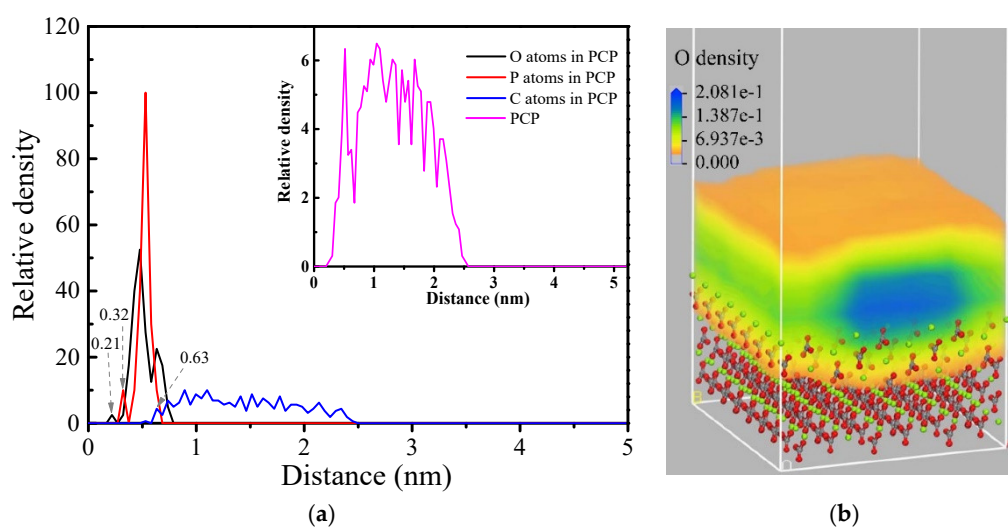 120
100
80
60
40
20
0
0
1
2
3
4
5
Relative density
Distance (nm)
0.21
0.32
0.63
6
4
2
0
0
1
2
3
4
5
Relative density
Distance (nm)
O atoms in PCP
P atoms in PCP
C atoms in PCP
PCP
(a)
O density
2.081e-1
1.387e-1
6.937e-3
0.000
(b)